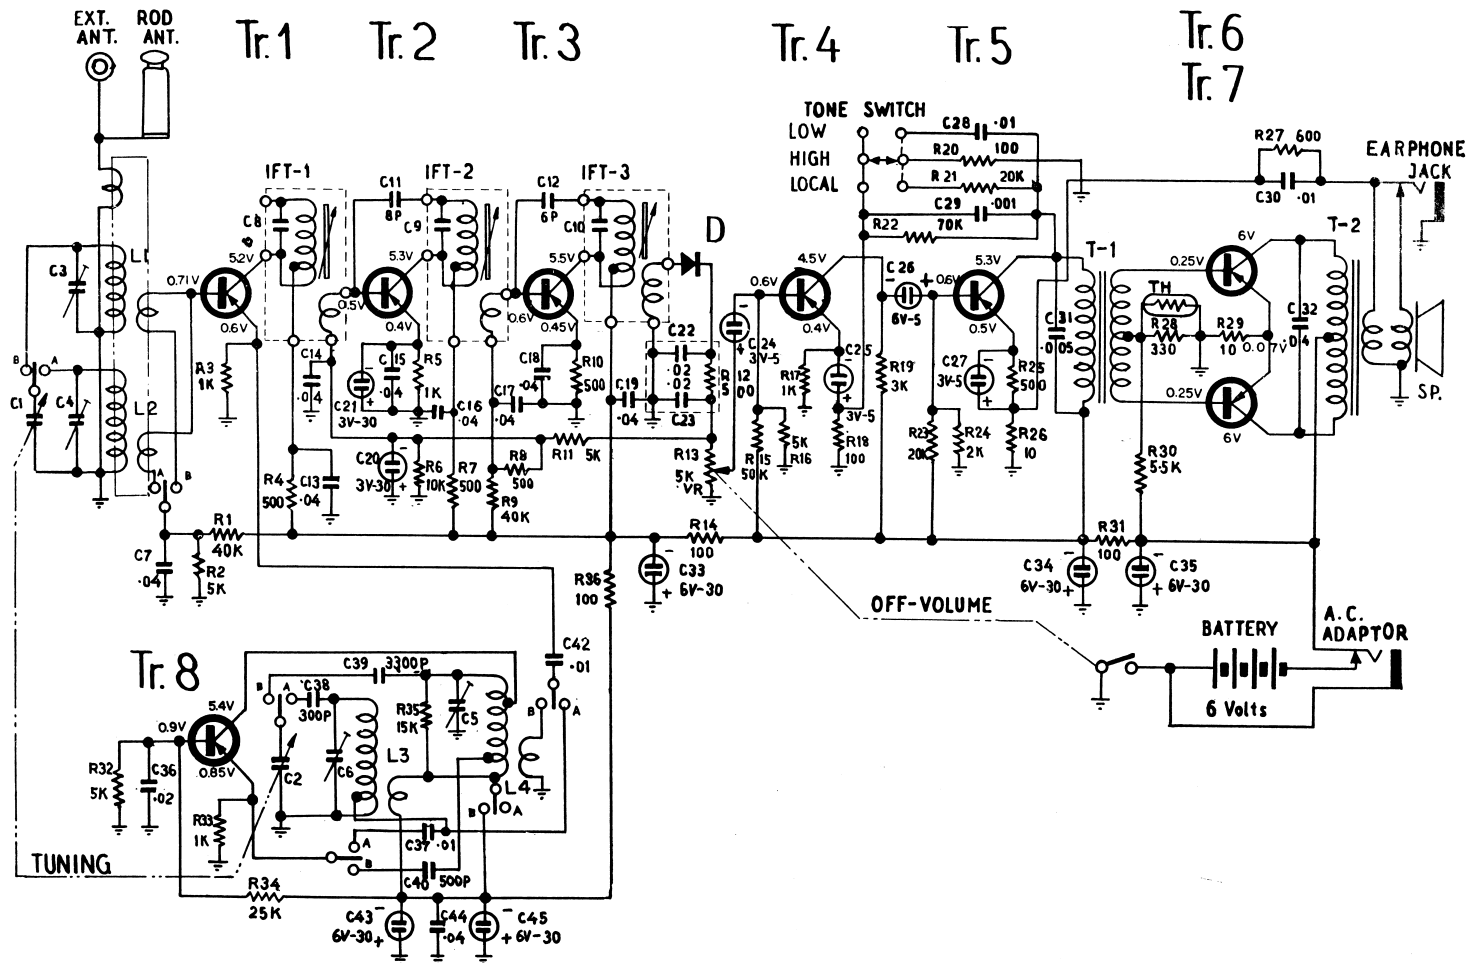 EXT. ANT.
ROD ANT.
Tr.1
Tr.2
Tr.3
Tr.4
Tr.5
Tr.6
Tr.7
TONE SWITCH
LOW
HIGH
LOCAL
C28 .01
R20 100
R21 20K
C29 .001
R22 70K
R27 600
C30 .01
EARPHONE JACK
IFT-1
IFT-2
IFT-3
C11 8P
C12 6P
C8
C9
C10
D
L1
C3
0.71V
5.2V
0.6V
0.5V
5.3V
0.4V
0.6V
5.5V
0.45V
0.6V
4.5V
0.4V
C26
6V-5
0.6V
5.3V
0.5V
T-1
T-2
6V
0.25V
TH
R28 330
R29 10
0.07V
C32 .04
0.25V
6V
SP.
B
A
C1
C4
L2
R3 1K
C14 .04
C21 3V-30
C15 .04
R5 1K
C16 .04
C17 .04
C18 .04
R10 500
C19 .04
C22 .02
.02 C23
R12 500
C24 3V-5
R17 1K
C25 3V-5
R19 3K
C27 3V-5
R25 500
C31 .005
A
B
R4 500
C13 .04
C20 3V-30
R6 10K
R7 500
R8 500
R9 40K
R11 5K
R13 5K VR
R15 50K
5K R16
R18 100
R23 20K
R24 2K
R26 10
R30 5.5K
C7 .04
R1 40K
R2 5K
R14 100
R31 100
R36 100
C33 6V-30
C34 6V-30
C35 6V-30
OFF-VOLUME
BATTERY
6 Volts
A.C. ADAPTOR
Tr.8
5.4V
0.9V
0.85V
R32 5K
C36 .02
R33 1K
B
A
C38 300P
C39 3300P
C2
C6
L3
R35 15K
C5
L4
C42 .01
B
A
B
A
A
B
C37 .01
C40 500P
TUNING
R34 25K
C43 6V-30
C44 .04
C45 6V-30